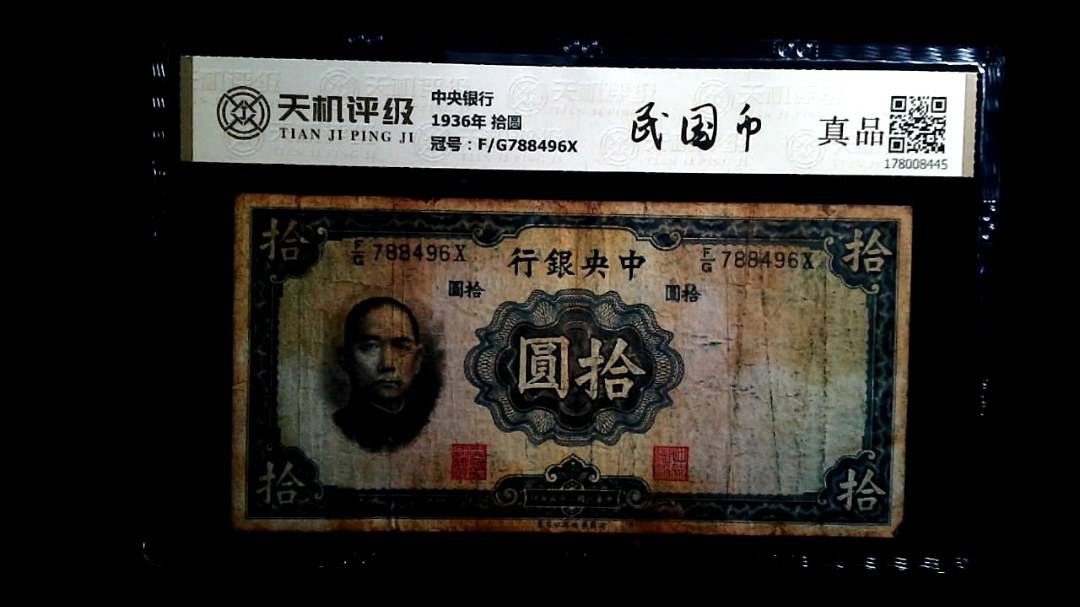 天机评级
TIAN JI PING JI
中央银行
1936年 拾圆
冠号：F/G788496X
民国币
真品
178008445
拾
拾
F/G 788496X
行銀央中
F/G 788496X
圓拾
圓拾
圓拾
拾
拾